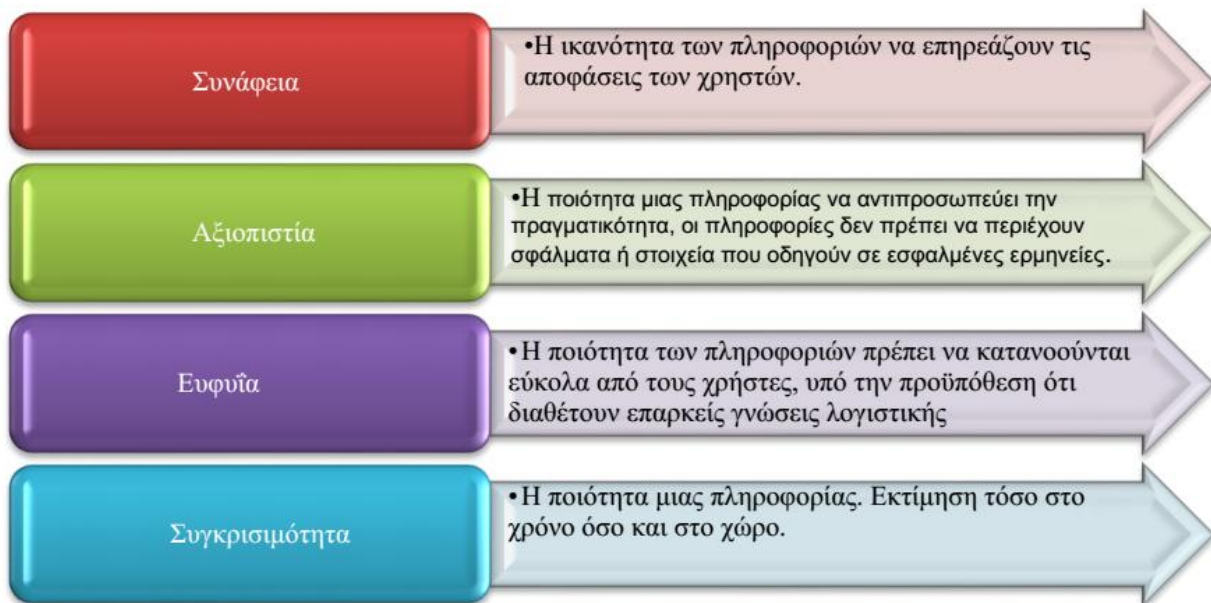 Συνάφεια
•Η ικανότητα των πληροφοριών να επηρεάζουν τις
αποφάσεις των χρηστών.
Αξιοπιστία
•Η ποιότητα μιας πληροφορίας να αντιπροσωπεύει την
πραγματικότητα, οι πληροφορίες δεν πρέπει να περιέχουν
σφάλματα ή στοιχεία που οδηγούν σε εσφαλμένες ερμηνείες.
Ευφυΐα
•Η ποιότητα των πληροφοριών πρέπει να κατανοούνται
εύκολα από τους χρήστες, υπό την προϋπόθεση ότι
διαθέτουν επαρκείς γνώσεις λογιστικής
Συγκρισιμότητα
•Η ποιότητα μιας πληροφορίας. Εκτίμηση τόσο στο
χρόνο όσο και στο χώρο.